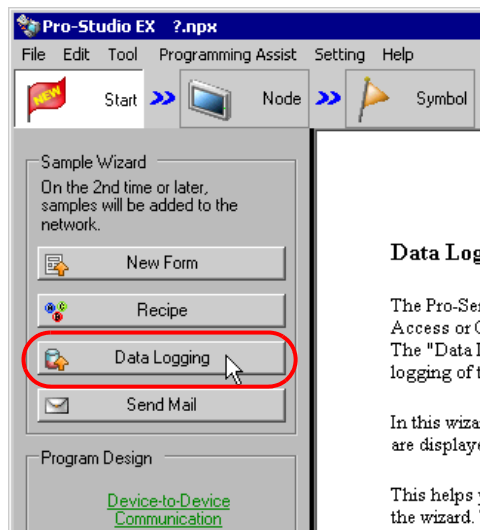 Pro-Studio EX ?.npx
File Edit Tool Programming Assist Setting Help
NEW Start Node Symbol
Sample Wizard
On the 2nd time or later,
samples will be added to the
network.
New Form
Recipe
Data Logging
Send Mail
Program Design
Device-to-Device
Communication
Data Log
The Pro-Ser
Access or
The "Data
logging of t
In this wiza
are displaye
This helps
the wizard.